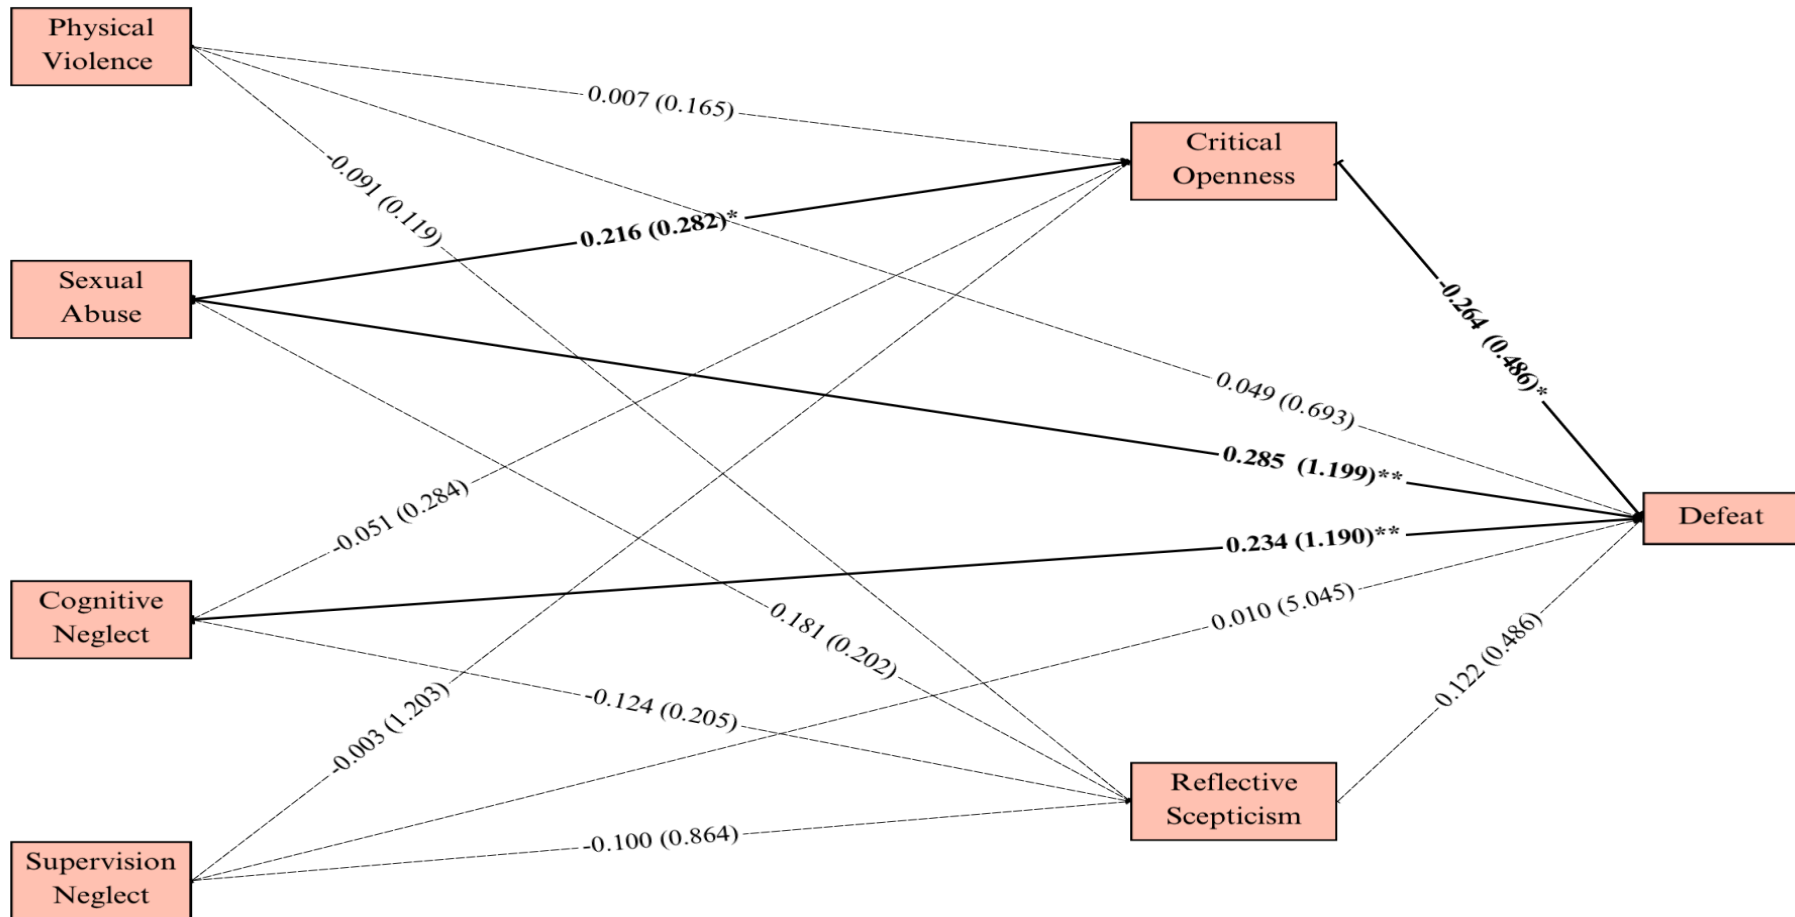 Physical
Violence
0.007 (0.165)
Critical
Openness
-0.091 (0.119)
0.216 (0.282)*
Sexual
Abuse
-0.264 (0.486)*
0.049 (0.693)
0.285 (1.199)**
-0.051 (0.284)
Defeat
0.234 (1.190)**
Cognitive
Neglect
0.010 (5.045)
0.181 (0.202)
0.122 (0.486)
-0.124 (0.205)
-0.003 (1.203)
Reflective
Scepticism
-0.100 (0.864)
Supervision
Neglect